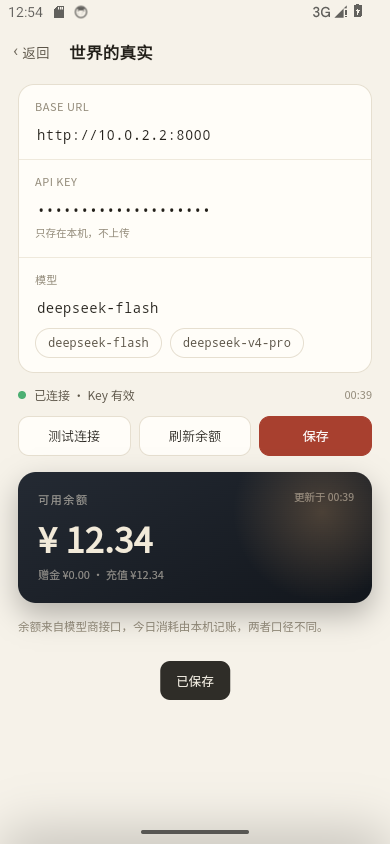 12:54
3G
‹ 返回
世界的真实
BASE URL
http://10.0.2.2:8000
API KEY
••••••••••••••••••••
只存在本机，不上传
模型
deepseek-flash
deepseek-flash
deepseek-v4-pro
已连接 · Key 有效
00:39
测试连接
刷新余额
保存
可用余额
更新于 00:39
¥ 12.34
赠金 ¥0.00 · 充值 ¥12.34
余额来自模型商接口，今日消耗由本机记账，两者口径不同。
已保存